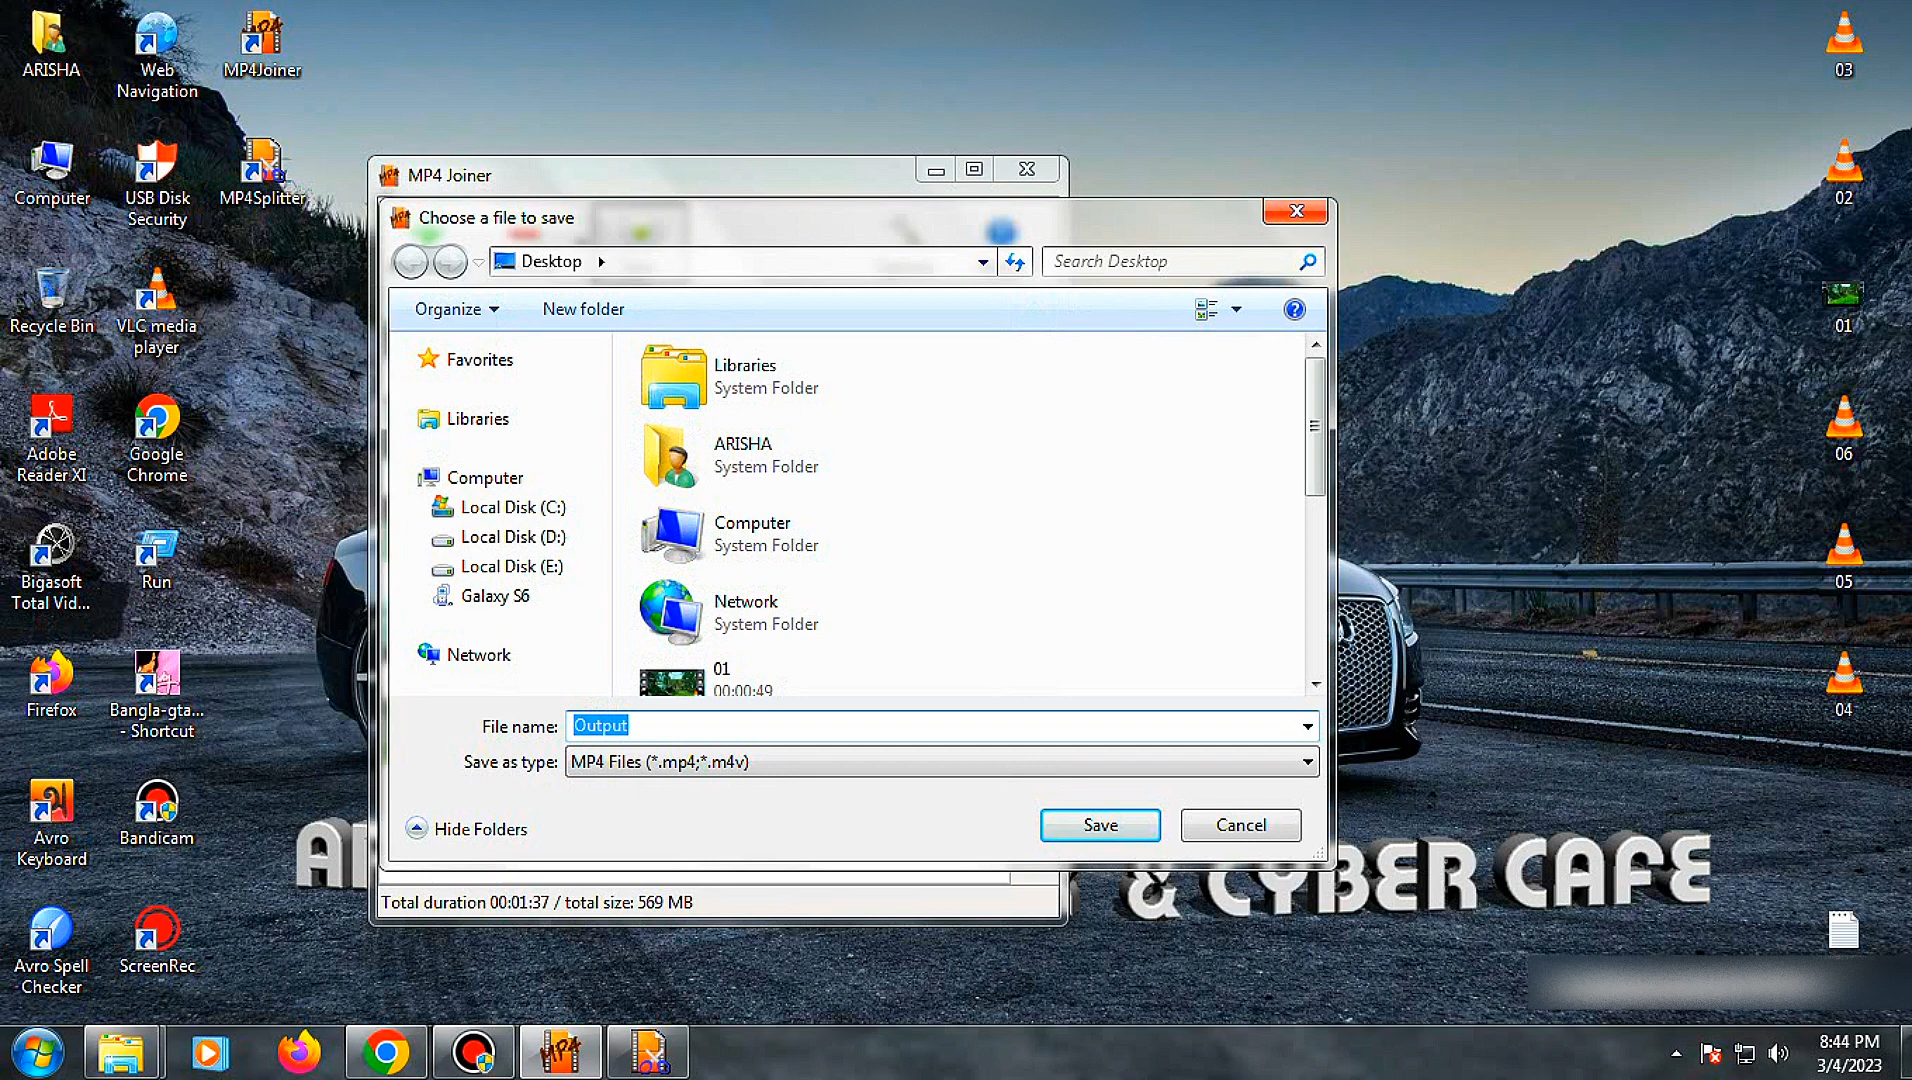 ARISHA
Web
Navigation
MP4Joiner
Computer
USB Disk
Security
MP4Splitter
Recycle Bin
VLC media
player
Adobe
Reader XI
Google
Chrome
Bigasoft
Total Vid...
Run
Firefox
Bangla-gta...
- Shortcut
Avro
Keyboard
Bandicam
Avro Spell
Checker
ScreenRec
MP4 Joiner
Choose a file to save
Desktop
Search Desktop
Organize
New folder
Favorites
Libraries
Computer
Local Disk (C:)
Local Disk (D:)
Local Disk (E:)
Galaxy S6
Network
Libraries
System Folder
ARISHA
System Folder
Computer
System Folder
Network
System Folder
01
00:00:49
File name: Output
Save as type: MP4 Files (*.mp4;*.m4v)
Hide Folders
Save
Cancel
Total duration 00:01:37 / total size: 569 MB
& CYBER CAFE
03
02
01
06
05
04
8:44 PM
3/4/2023